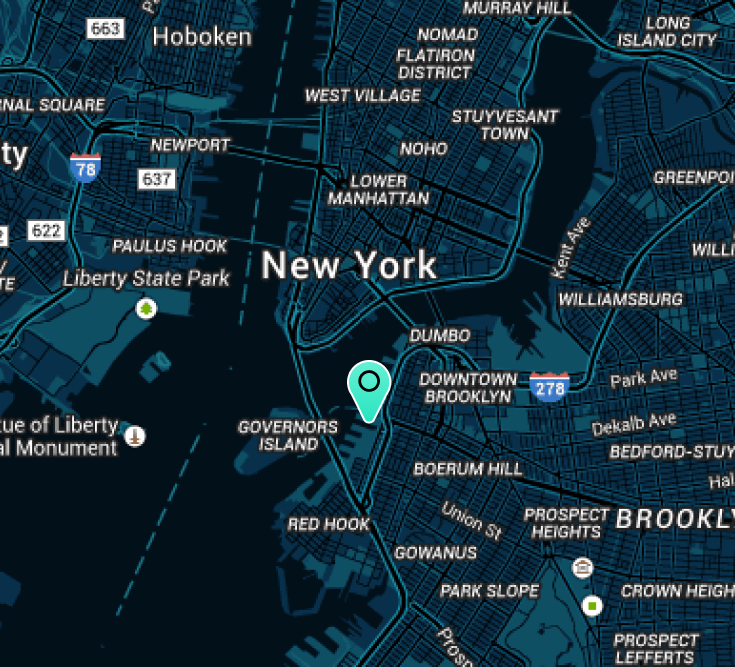 MURRAY HILL
663
Hoboken
NOMAD
LONG
ISLAND CITY
FLATIRON
DISTRICT
RNAL SQUARE
WEST VILLAGE
STUYVESANT
TOWN
NEWPORT
NOHO
ty
78
637
LOWER
MANHATTAN
GREENPOI
622
PAULUS HOOK
Kent Ave
WILLI
New York
Liberty State Park
WILLIAMSBURG
DUMBO
DOWNTOWN
BROOKLYN
278
Park Ave
tue of Liberty
al Monument
GOVERNORS
ISLAND
Dekalb Ave
BEDFORD-STUY
BOERUM HILL
Hal
RED HOOK
Union St
PROSPECT
HEIGHTS
BROOKLY
GOWANUS
PARK SLOPE
CROWN HEIGH
Prosp
PROSPECT
LEFFERTS